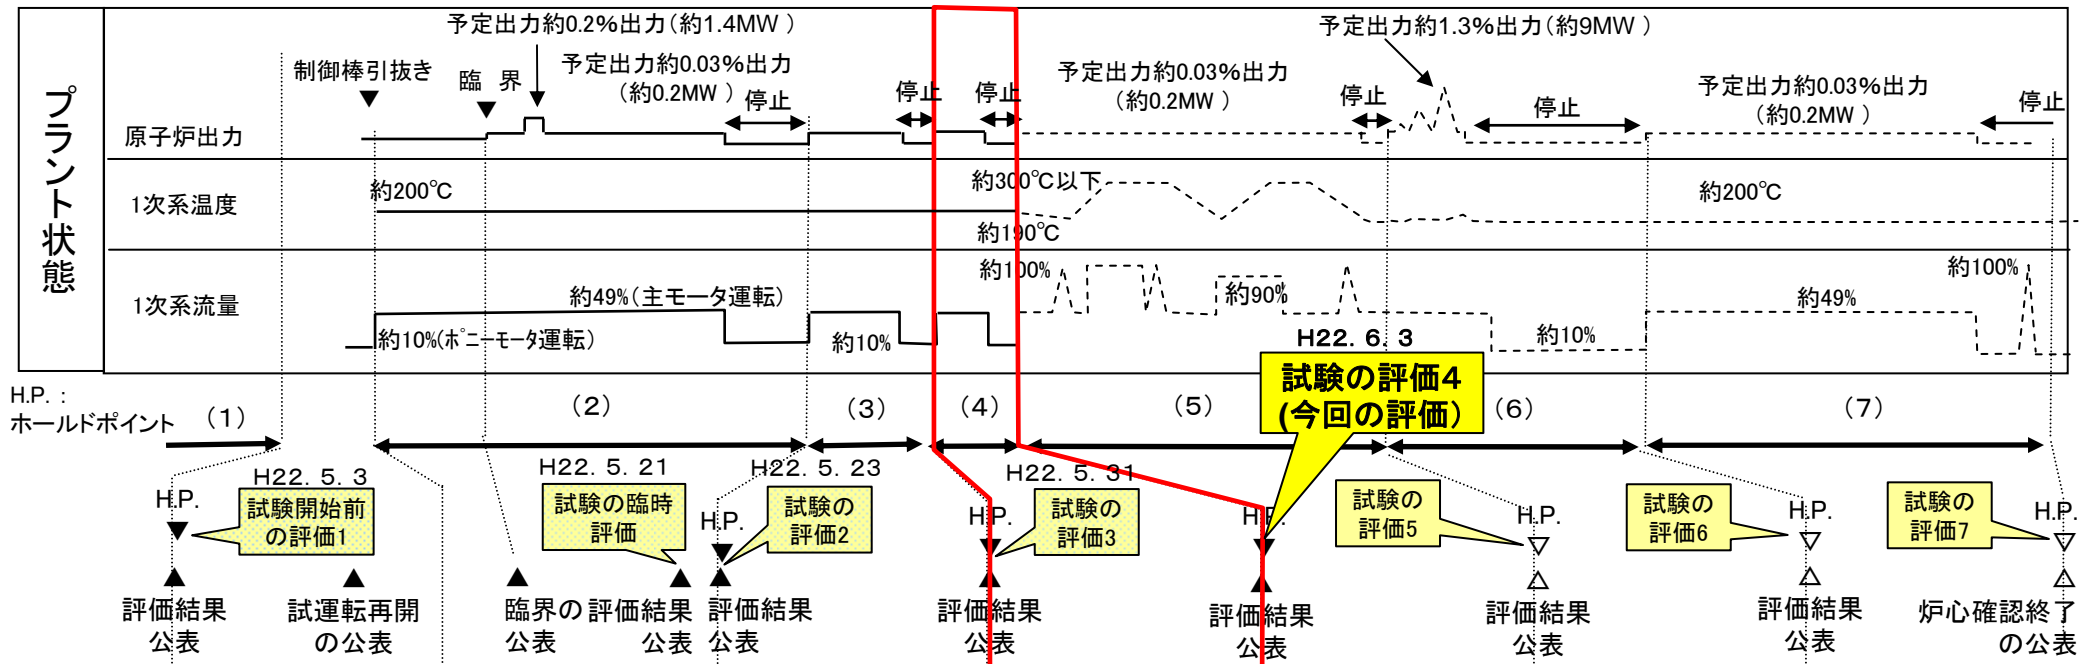 プラント状態
予定出力約0.2%出力(約1.4MW )
予定出力約1.3%出力(約9MW )
制御棒引抜き
臨 界
予定出力約0.03%出力
(約0.2MW )
停止
停止
停止
予定出力約0.03%出力
(約0.2MW )
停止
停止
予定出力約0.03%出力
(約0.2MW )
停止
原子炉出力
1次系温度
約200℃
約300℃以下
約190℃
約200℃
1次系流量
約10%(ポニーモータ運転)
約49%(主モータ運転)
約10%
約100%
約90%
約10%
約49%
約100%
H.P. :
ホールドポイント
(1)
(2)
(3)
(4)
(5)
(6)
(7)
H22. 6. 3
試験の評価4
(今回の評価)
H22. 5. 3
H.P.
試験開始前
の評価1
H22. 5. 21
試験の臨時
評価
H22. 5. 23
H.P.
試験の
評価2
H22. 5. 31
H.P.
試験の
評価3
H.P.
試験の
評価5
H.P.
試験の
評価6
H.P.
試験の
評価7
H.P.
評価結果
公表
試運転再開
の公表
臨界の
公表
評価結果
公表
評価結果
公表
評価結果
公表
評価結果
公表
評価結果
公表
評価結果
公表
炉心確認終了
の公表